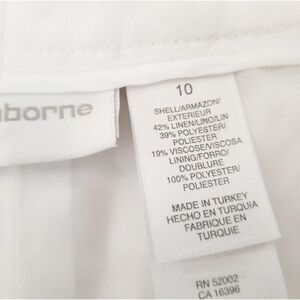 borne
10
SHELL/ARMAZON/
EXTERIEUR
42% LINEN/LINO/LIN
39% POLYESTER/
POLIESTER
19% VISCOSE/VISCOSA
LINING/FORRO/
DOUBLURE
100% POLYESTER/
POLIESTER
MADE IN TURKEY
HECHO EN TURQUIA
FABRIQUE EN
TURQUIE
RN 52002
CA 16396